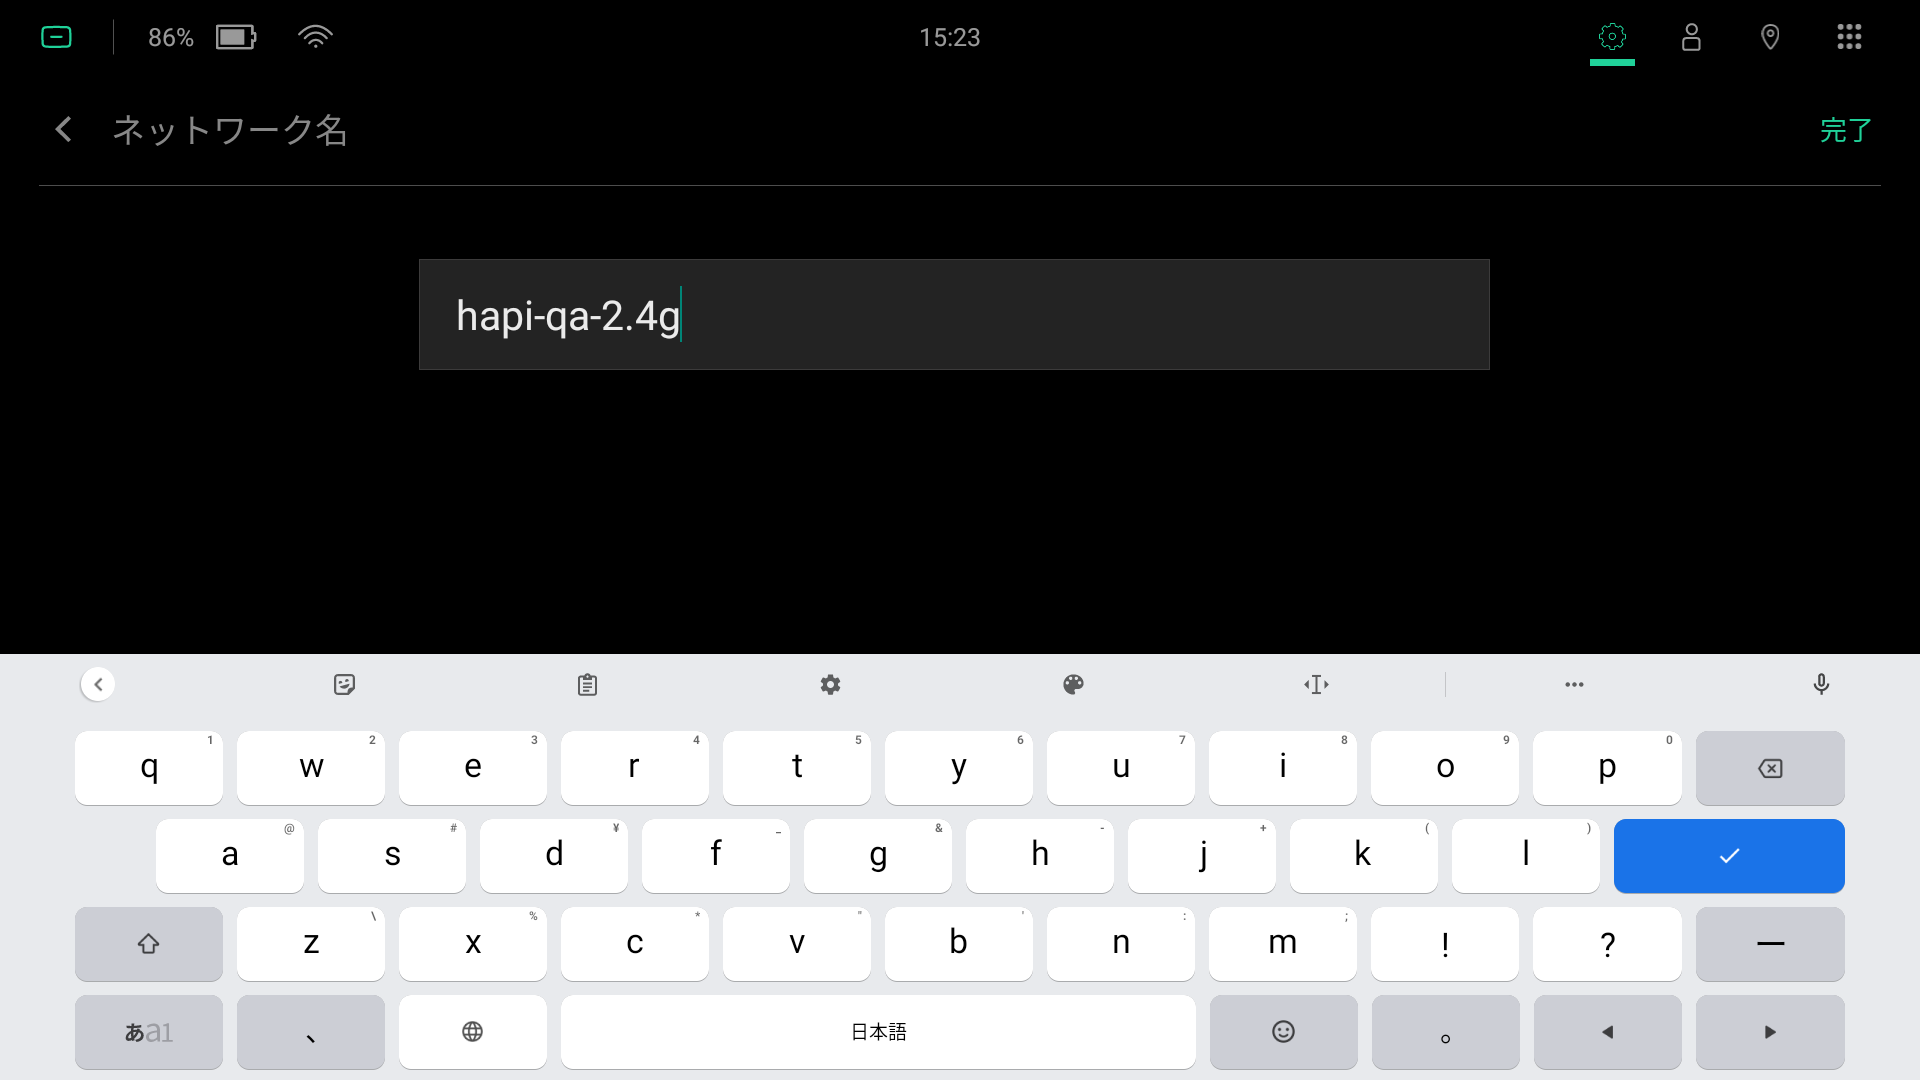 86% 15:23
ネットワーク名 完了
hapi-qa-2.4g
q 1 w 2 e 3 r 4 t 5 y 6 u 7 i 8 o 9 p 0
a @ s # d ¥ f _ g & h - j + k ( l )
z \ x % c * v " b ' n : m ; ! ? ー
あa1 、 日本語 。